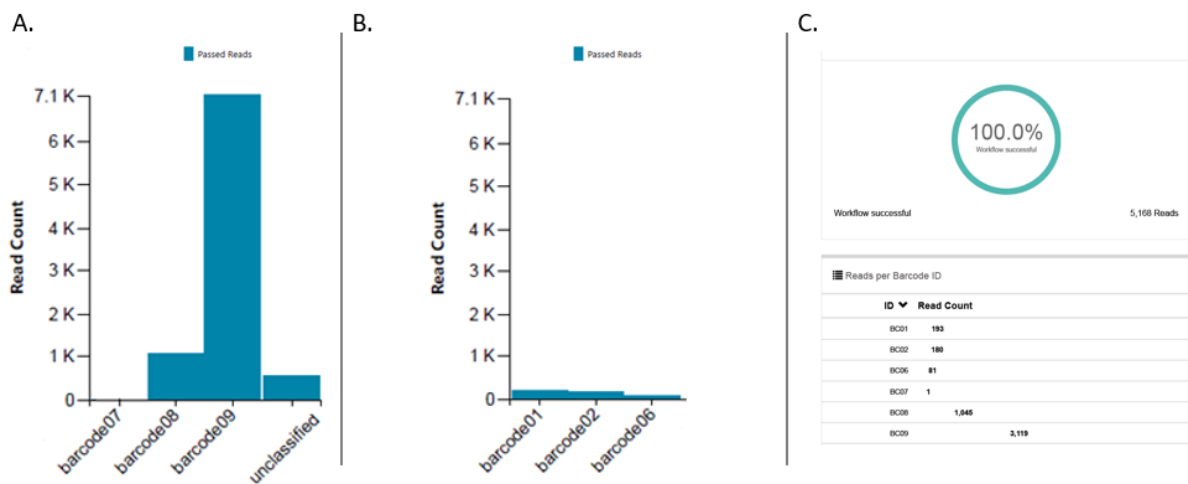 A.
Passed Reads
Read Count
7.1 K
6 K
5 K
4 K
3 K
2 K
1 K
0
barcode07
barcode08
barcode09
unclassified
B.
Passed Reads
Read Count
7.1 K
6 K
5 K
4 K
3 K
2 K
1 K
0
barcode01
barcode02
barcode06
C.
100.0%
Workflow successful
Workflow successful 5,168 Reads
Reads per Barcode ID
ID Read Count
BC01 193
BC02 180
BC06 81
BC07 1
BC08 1,045
BC09 3,119